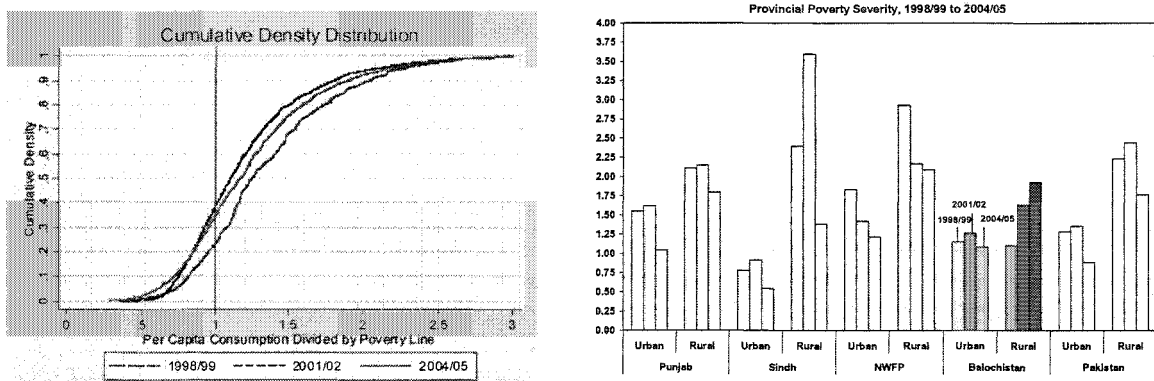 Cumulative Density Distribution
Cumulative Density
0 .1 .2 .3 .4 .5 .6 .7 .8 .9 1
0 .5 1 1.5 2 2.5 3
Per Capita Consumption Divided by Poverty Line
1998/99 2001/02 2004/05
Provincial Poverty Severity, 1998/99 to 2004/05
4.00
3.75
3.50
3.25
3.00
2.75
2.50
2.25
2.00
1.75
1.50
1.25
1.00
0.75
0.50
0.25
0.00
2001/02
1998/99
2004/05
Urban Rural Urban Rural Urban Rural Urban Rural Urban Rural
Punjab Sindh NWFP Balochistan Pakistan